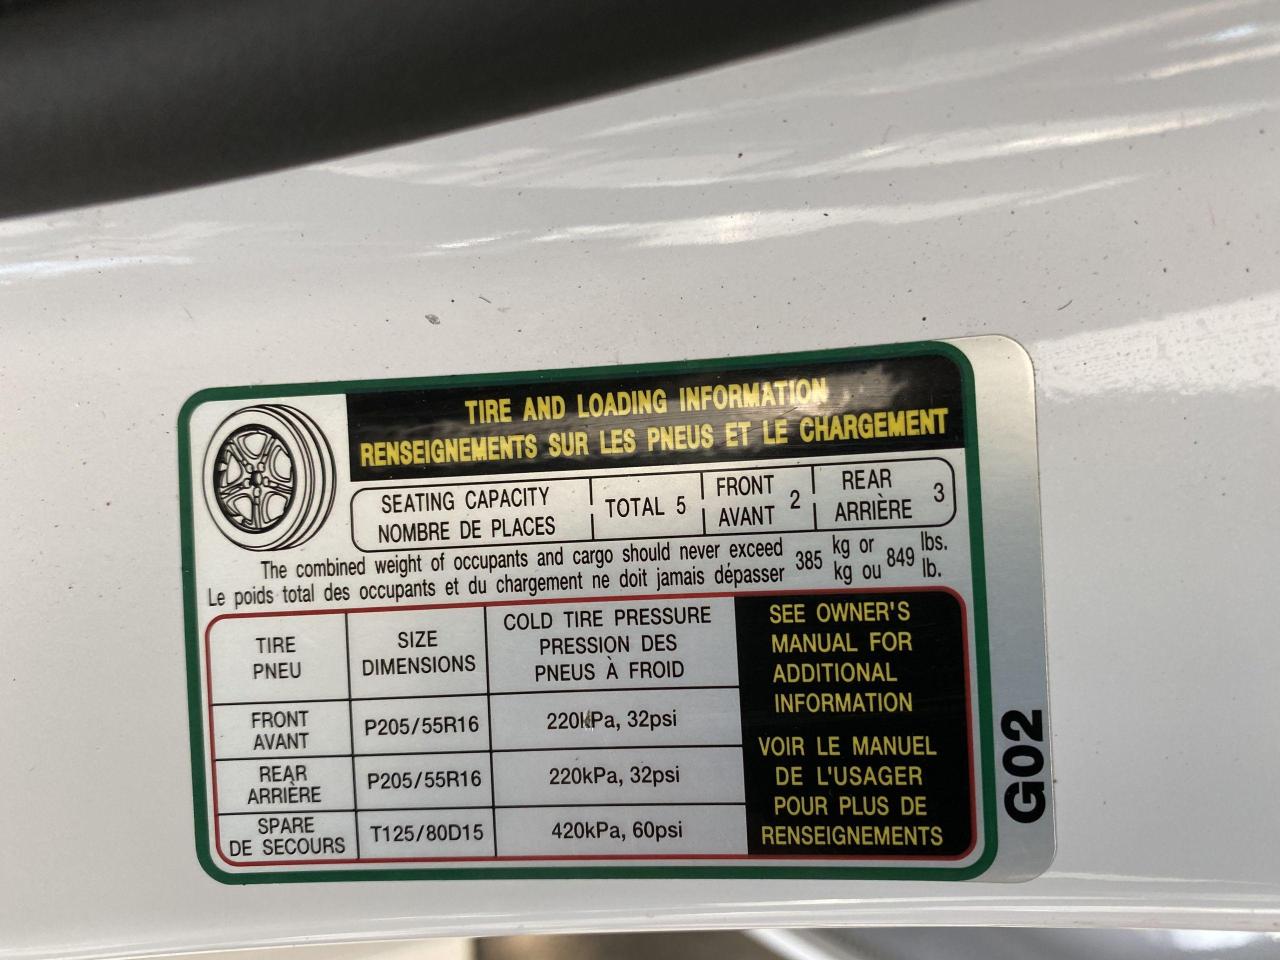 TIRE AND LOADING INFORMATION
RENSEIGNEMENTS SUR LES PNEUS ET LE CHARGEMENT
SEATING CAPACITY
NOMBRE DE PLACES
TOTAL 5
FRONT
AVANT
2
REAR
ARRIÈRE
3
The combined weight of occupants and cargo should never exceed 385 kg or 849 lbs.
Le poids total des occupants et du chargement ne doit jamais dépasser kg ou lb.
TIRE
PNEU
SIZE
DIMENSIONS
COLD TIRE PRESSURE
PRESSION DES
PNEUS À FROID
FRONT
AVANT
P205/55R16
220kPa, 32psi
REAR
ARRIÈRE
P205/55R16
220kPa, 32psi
SPARE
DE SECOURS
T125/80D15
420kPa, 60psi
SEE OWNER'S
MANUAL FOR
ADDITIONAL
INFORMATION
VOIR LE MANUEL
DE L'USAGER
POUR PLUS DE
RENSEIGNEMENTS
G02